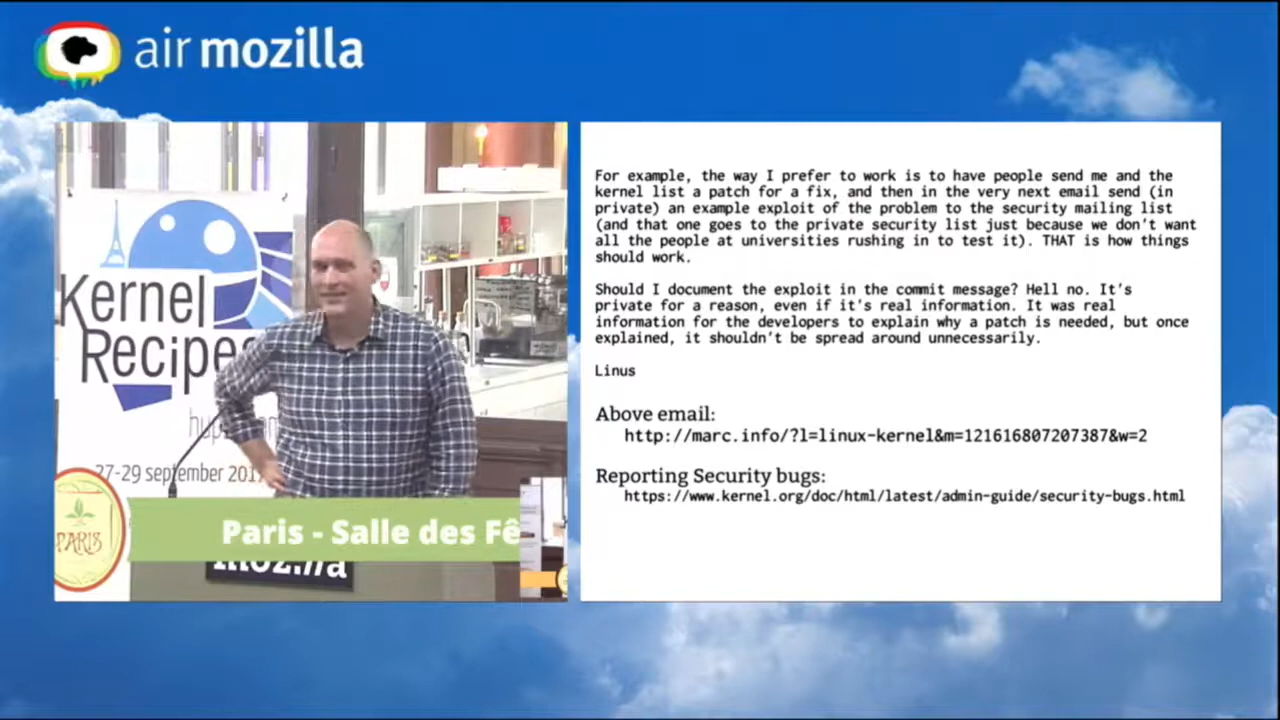 air mozilla
Kernel
Recipes
27-29 september 2017
PARIS
Paris - Salle des Fê
mozilla
For example, the way I prefer to work is to have people send me and the
kernel list a patch for a fix, and then in the very next email send (in
private) an example exploit of the problem to the security mailing list
(and that one goes to the private security list just because we don't want
all the people at universities rushing in to test it). THAT is how things
should work.
Should I document the exploit in the commit message? Hell no. It's
private for a reason, even if it's real information. It was real
information for the developers to explain why a patch is needed, but once
explained, it shouldn't be spread around unnecessarily.
Linus
Above email:
http://marc.info/?l=linux-kernel&m=121616807207387&w=2
Reporting Security bugs:
https://www.kernel.org/doc/html/latest/admin-guide/security-bugs.html